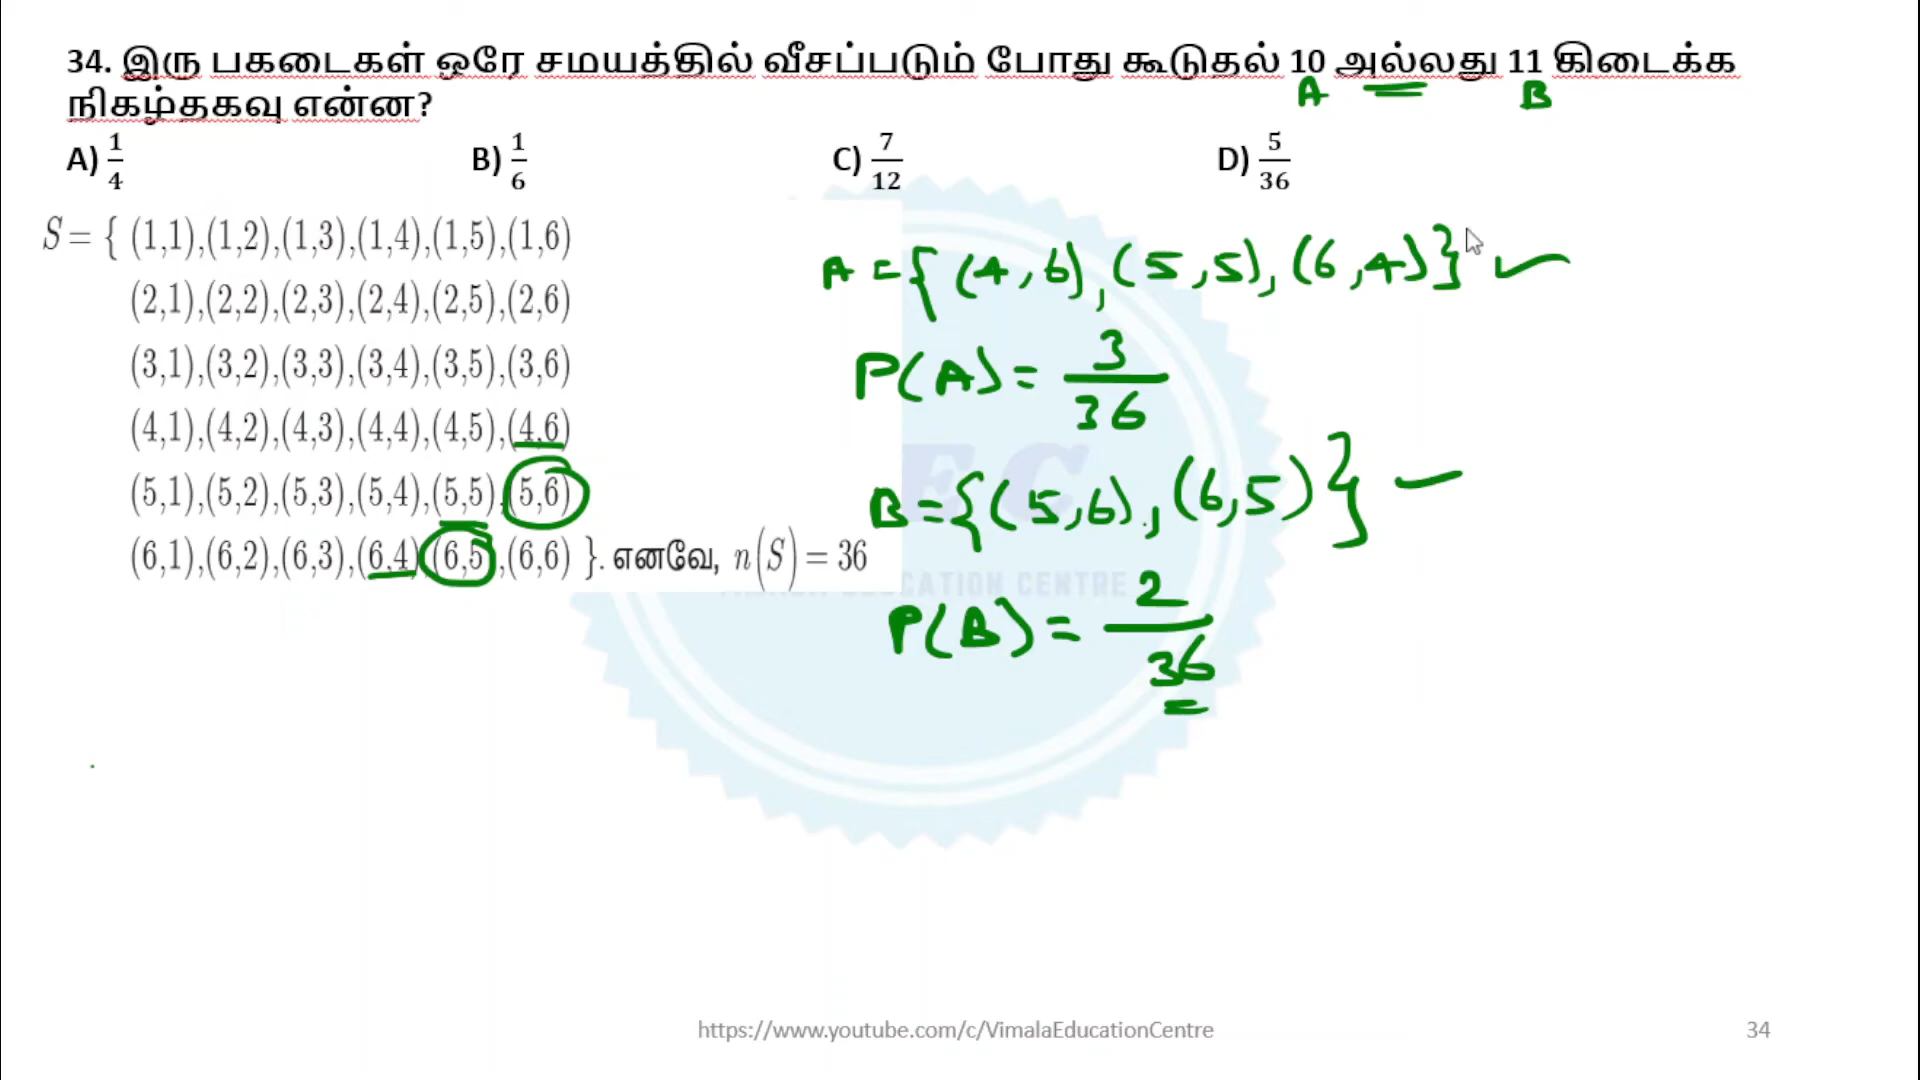 34. இரு பகடைகள் ஒரே சமயத்தில் வீசப்படும் போது கூடுதல் 10 அல்லது 11 கிடைக்க
A B
நிகழ்தகவு என்ன?
A) 1/4 B) 1/6 C) 7/12 D) 5/36
S = { (1,1),(1,2),(1,3),(1,4),(1,5),(1,6)
(2,1),(2,2),(2,3),(2,4),(2,5),(2,6)
(3,1),(3,2),(3,3),(3,4),(3,5),(3,6)
(4,1),(4,2),(4,3),(4,4),(4,5),(4,6)
(5,1),(5,2),(5,3),(5,4),(5,5),(5,6)
(6,1),(6,2),(6,3),(6,4),(6,5),(6,6) }. எனவே, n(S) = 36
A = {(4,6),(5,5),(6,4)}
P(A) = 3/36
B = {(5,6),(6,5)}
P(B) = 2/36
EC
EDUCATION CENTRE
https://www.youtube.com/c/VimalaEducationCentre
34